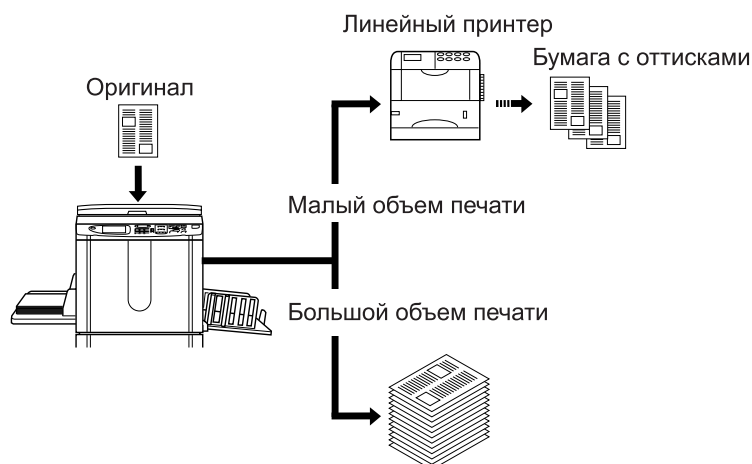 Линейный принтер
Бумага с оттисками
Оригинал
Малый объем печати
Большой объем печати